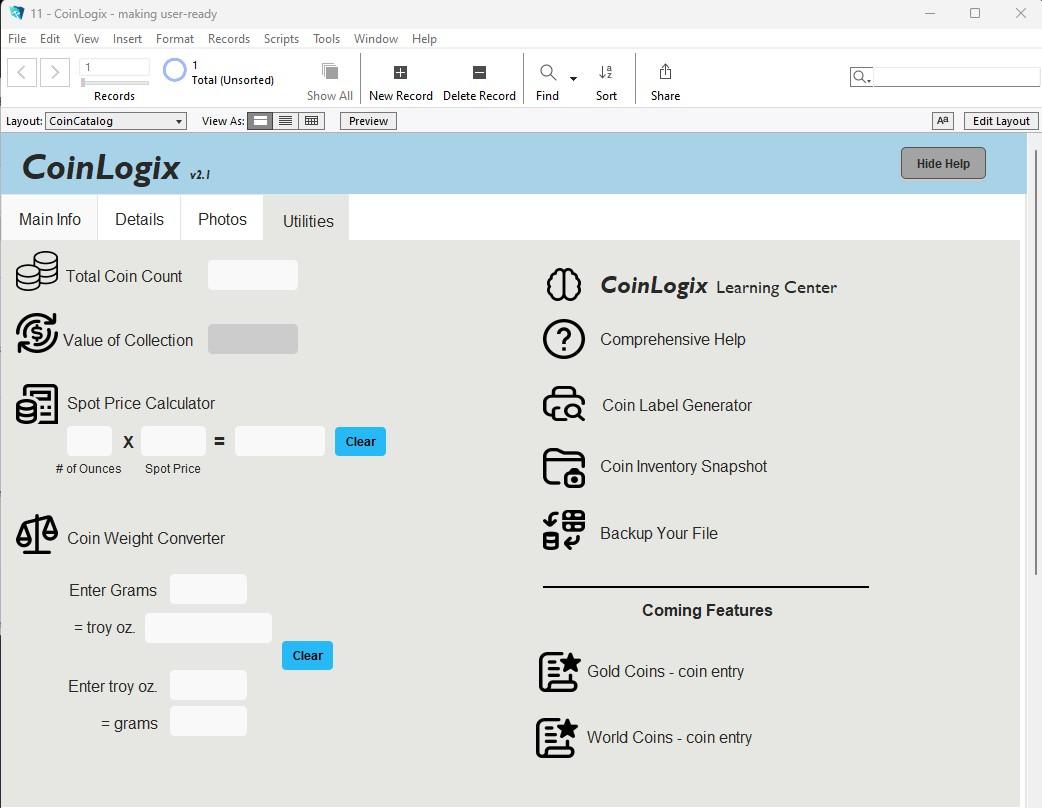 11 - CoinLogix - making user-ready
File Edit View Insert Format Records Scripts Tools Window Help
1
Records
1
Total (Unsorted)
Show All
New Record
Delete Record
Find
Sort
Share
Layout: CoinCatalog
View As:
Preview
Aa
Edit Layout
CoinLogix v2.1
Hide Help
Main Info
Details
Photos
Utilities
Total Coin Count
Value of Collection
Spot Price Calculator
X =
Clear
# of Ounces
Spot Price
Coin Weight Converter
Enter Grams
= troy oz.
Clear
Enter troy oz.
= grams
CoinLogix Learning Center
Comprehensive Help
Coin Label Generator
Coin Inventory Snapshot
Backup Your File
Coming Features
Gold Coins - coin entry
World Coins - coin entry